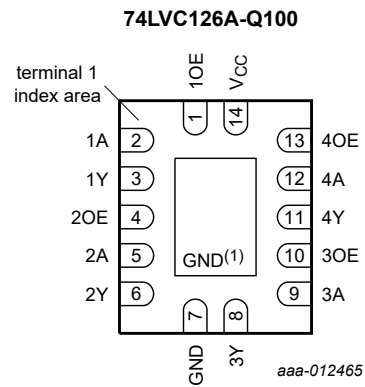 74LVC126A-Q100
terminal 1
index area
1OE
VCC
1
14
1A 2
13 4OE
1Y 3
12 4A
2OE 4
11 4Y
2A 5
10 3OE
2Y 6
9 3A
GND(1)
7
8
GND
3Y
aaa-012465